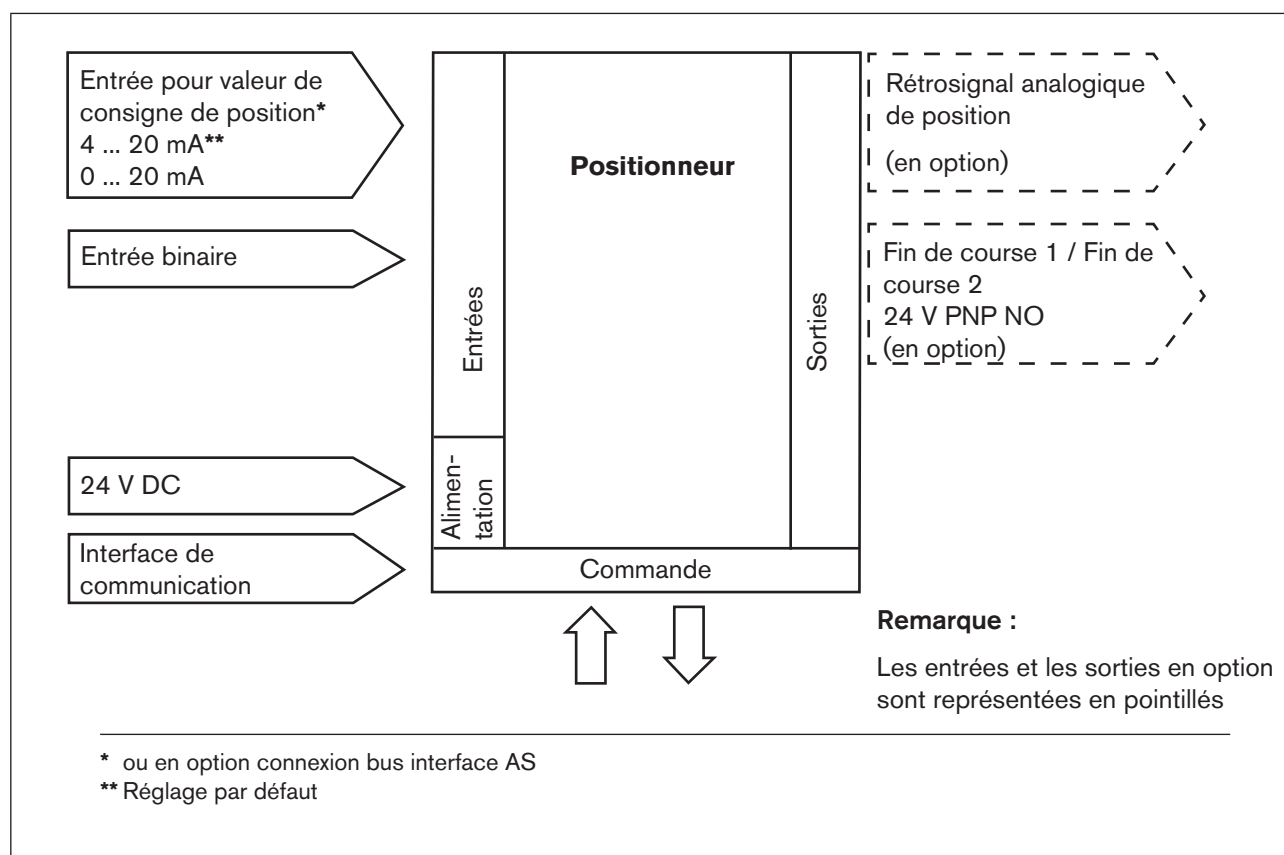 Entrée pour valeur de
consigne de position*
4 ... 20 mA**
0 ... 20 mA
Entrée binaire
24 V DC
Interface de
communication
Entrées
Alimen-
tation
Positionneur
Sorties
Commande
Rétrosignal analogique
de position
(en option)
Fin de course 1 / Fin de
course 2
24 V PNP NO
(en option)
Remarque :
Les entrées et les sorties en option
sont représentées en pointillés
* ou en option connexion bus interface AS
** Réglage par défaut